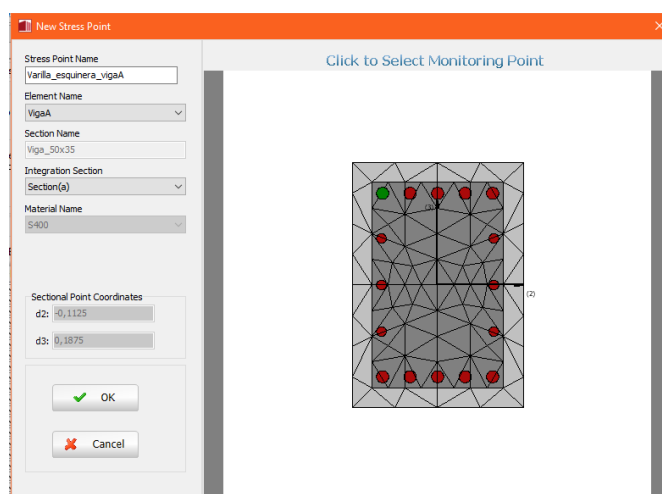 New Stress Point
Stress Point Name
Varilla_esquinera_vigaA
Element Name
VigaA
Section Name
Viga_50x35
Integration Section
Section(a)
Material Name
S400
Sectional Point Coordinates
d2: -0,1125
d3: 0,1875
OK
Cancel
Click to Select Monitoring Point
(3)
(2)